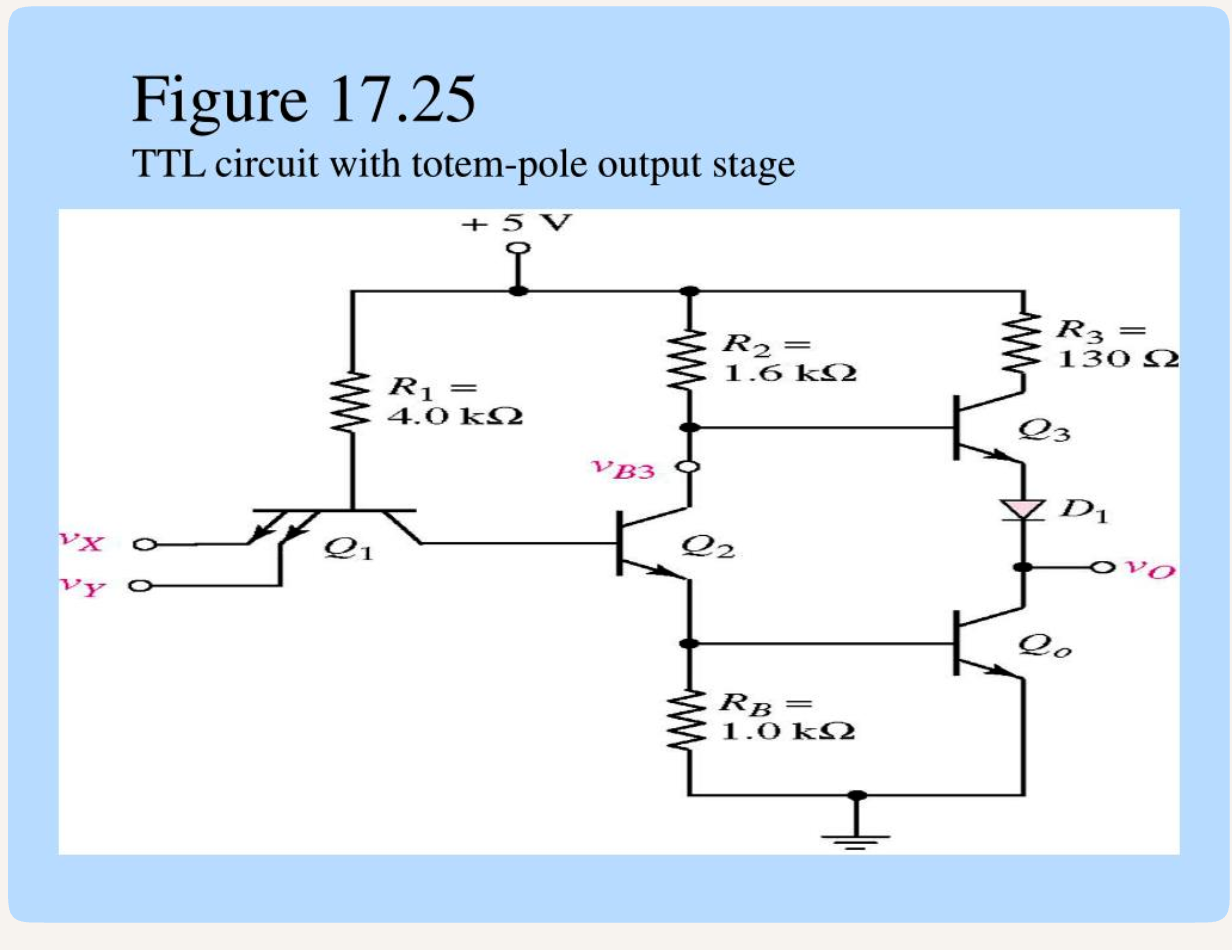 Figure 17.25
TTL circuit with totem-pole output stage
+ 5 V
R1 =
4.0 kΩ
R2 =
1.6 kΩ
R3 =
130 Ω
Q3
vB3
D1
vX
vY
Q1
Q2
vO
Qo
RB =
1.0 kΩ